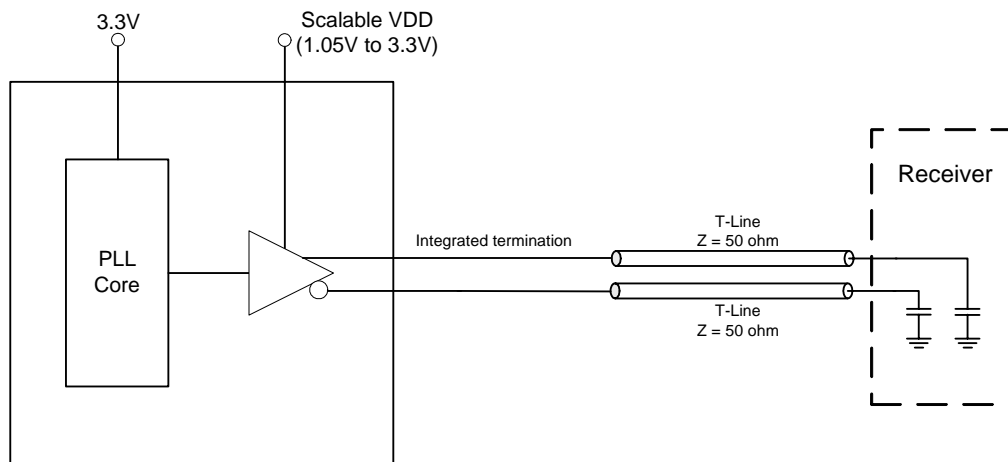 3.3V
Scalable VDD
(1.05V to 3.3V)
Receiver
T-Line
Z = 50 ohm
Integrated termination
PLL
Core
T-Line
Z = 50 ohm